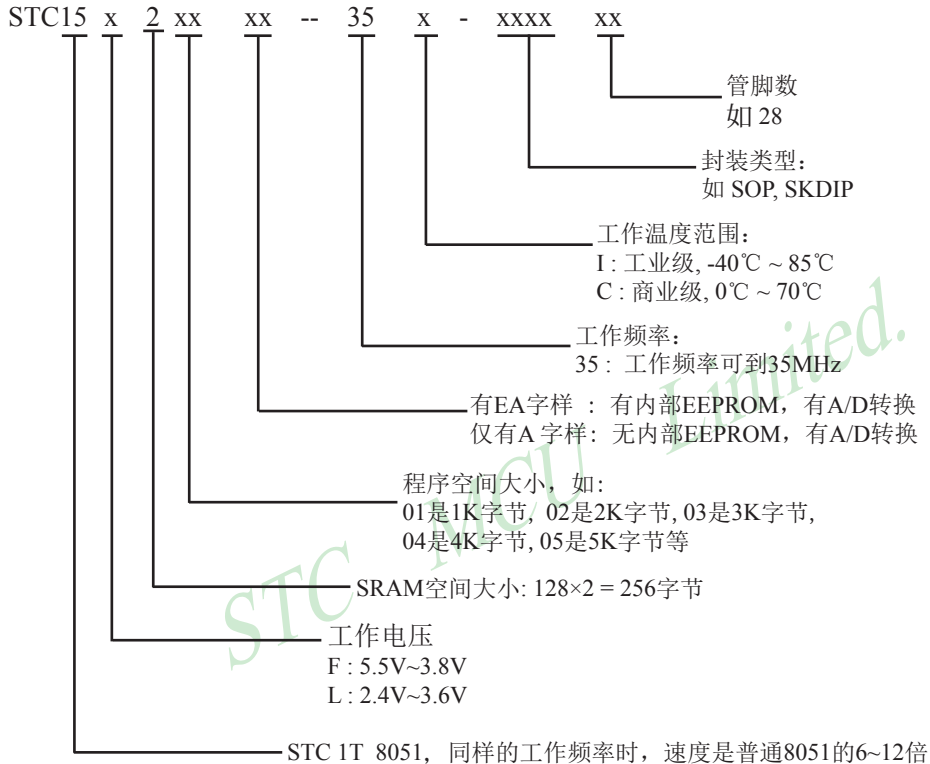 STC15 x 2 xx xx -- 35 x - xxxx xx
管脚数
如 28
封装类型：
如 SOP, SKDIP
工作温度范围：
I : 工业级, -40℃ ~ 85℃
C : 商业级, 0℃ ~ 70℃
工作频率：
35 : 工作频率可到35MHz
有EA字样 : 有内部EEPROM，有A/D转换
仅有A 字样: 无内部EEPROM，有A/D转换
程序空间大小，如:
01是1K字节, 02是2K字节, 03是3K字节,
04是4K字节, 05是5K字节等
SRAM空间大小: 128×2 = 256字节
工作电压
F : 5.5V~3.8V
L : 2.4V~3.6V
STC 1T 8051，同样的工作频率时，速度是普通8051的6~12倍
STC MCU Limited.